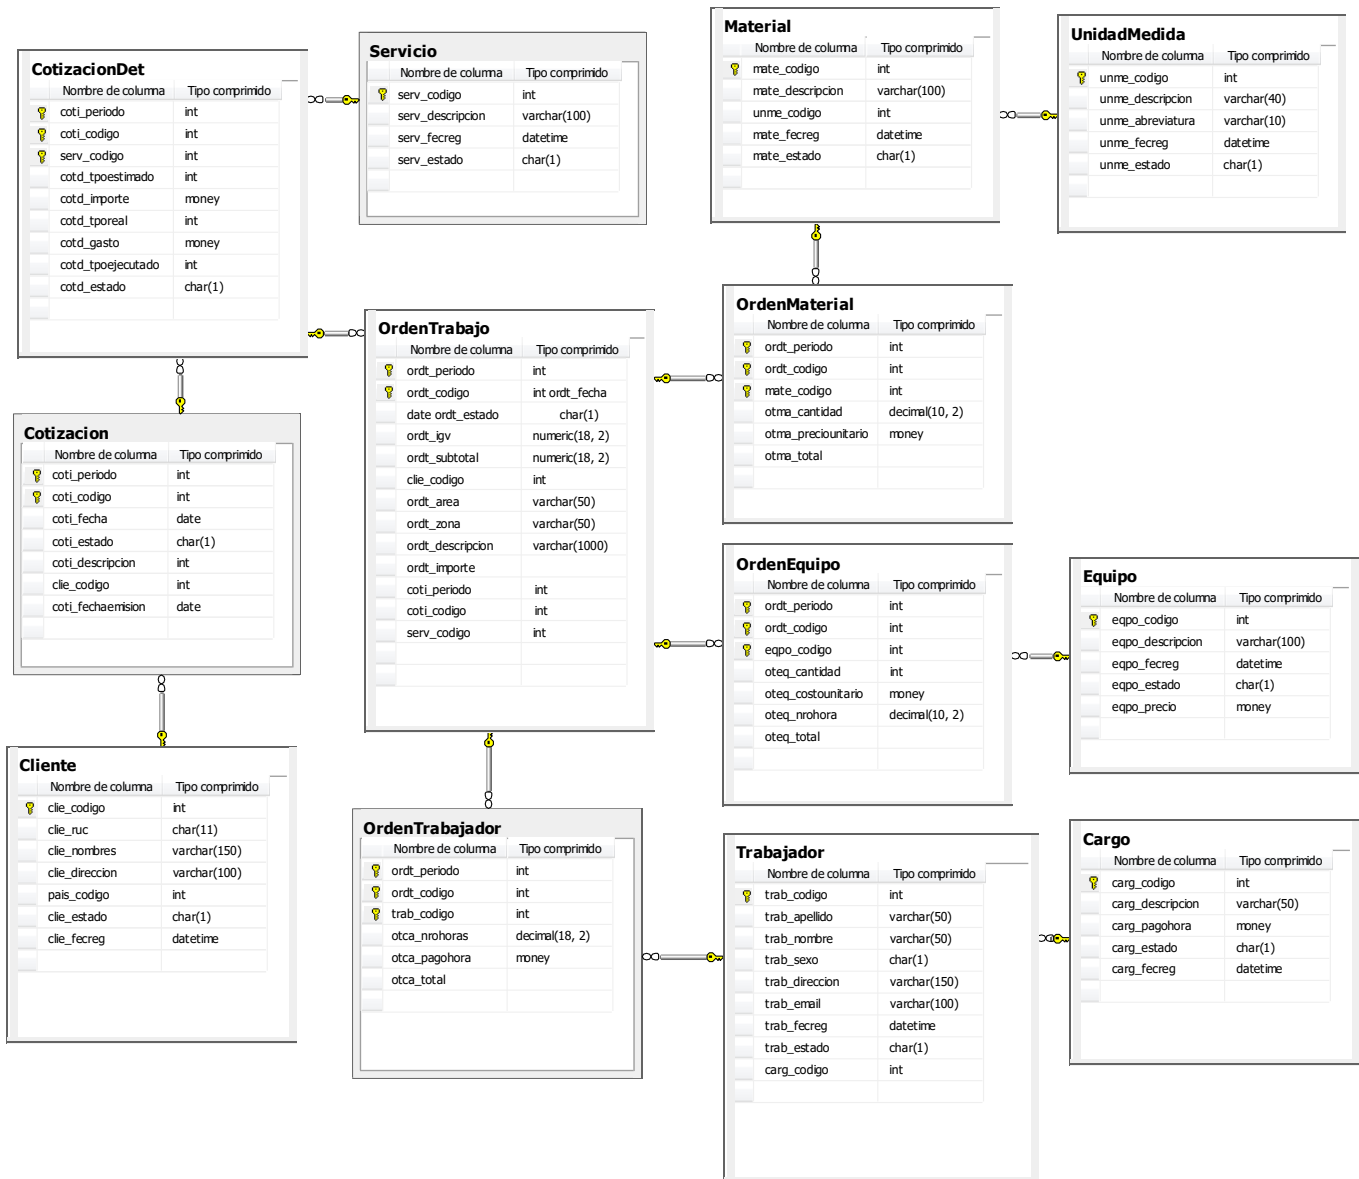 CotizacionDet
Nombre de columna Tipo comprimido
coti_periodo int
coti_codigo int
serv_codigo int
cotd_tpoestimado int
cotd_importe money
cotd_tporeal int
cotd_gasto money
cotd_tpoejecutado int
cotd_estado char(1)
Servicio
Nombre de columna Tipo comprimido
serv_codigo int
serv_descripcion varchar(100)
serv_fecreg datetime
serv_estado char(1)
Material
Nombre de columna Tipo comprimido
mate_codigo int
mate_descripcion varchar(100)
unme_codigo int
mate_fecreg datetime
mate_estado char(1)
UnidadMedida
Nombre de columna Tipo comprimido
unme_codigo int
unme_descripcion varchar(40)
unme_abreviatura varchar(10)
unme_fecreg datetime
unme_estado char(1)
OrdenTrabajo
Nombre de columna Tipo comprimido
ordt_periodo int
ordt_codigo int ordt_fecha
date ordt_estado char(1)
ordt_igv numeric(18, 2)
ordt_subtotal numeric(18, 2)
clie_codigo int
ordt_area varchar(50)
ordt_zona varchar(50)
ordt_descripcion varchar(1000)
ordt_importe
coti_periodo int
coti_codigo int
serv_codigo int
OrdenMaterial
Nombre de columna Tipo comprimido
ordt_periodo int
ordt_codigo int
mate_codigo int
otma_cantidad decimal(10, 2)
otma_preciounitario money
otma_total
Cotizacion
Nombre de columna Tipo comprimido
coti_periodo int
coti_codigo int
coti_fecha date
coti_estado char(1)
coti_descripcion int
clie_codigo int
coti_fechaemision date
OrdenEquipo
Nombre de columna Tipo comprimido
ordt_periodo int
ordt_codigo int
eqpo_codigo int
oteq_cantidad int
oteq_costounitario money
oteq_nrohora decimal(10, 2)
oteq_total
Equipo
Nombre de columna Tipo comprimido
eqpo_codigo int
eqpo_descripcion varchar(100)
eqpo_fecreg datetime
eqpo_estado char(1)
eqpo_precio money
Cliente
Nombre de columna Tipo comprimido
clie_codigo int
clie_ruc char(11)
clie_nombres varchar(150)
clie_direccion varchar(100)
pais_codigo int
clie_estado char(1)
clie_fecreg datetime
OrdenTrabajador
Nombre de columna Tipo comprimido
ordt_periodo int
ordt_codigo int
trab_codigo int
otca_nrohoras decimal(18, 2)
otca_pagohora money
otca_total
Trabajador
Nombre de columna Tipo comprimido
trab_codigo int
trab_apellido varchar(50)
trab_nombre varchar(50)
trab_sexo char(1)
trab_direccion varchar(150)
trab_email varchar(100)
trab_fecreg datetime
trab_estado char(1)
carg_codigo int
Cargo
Nombre de columna Tipo comprimido
carg_codigo int
carg_descripcion varchar(50)
carg_pagohora money
carg_estado char(1)
carg_fecreg datetime